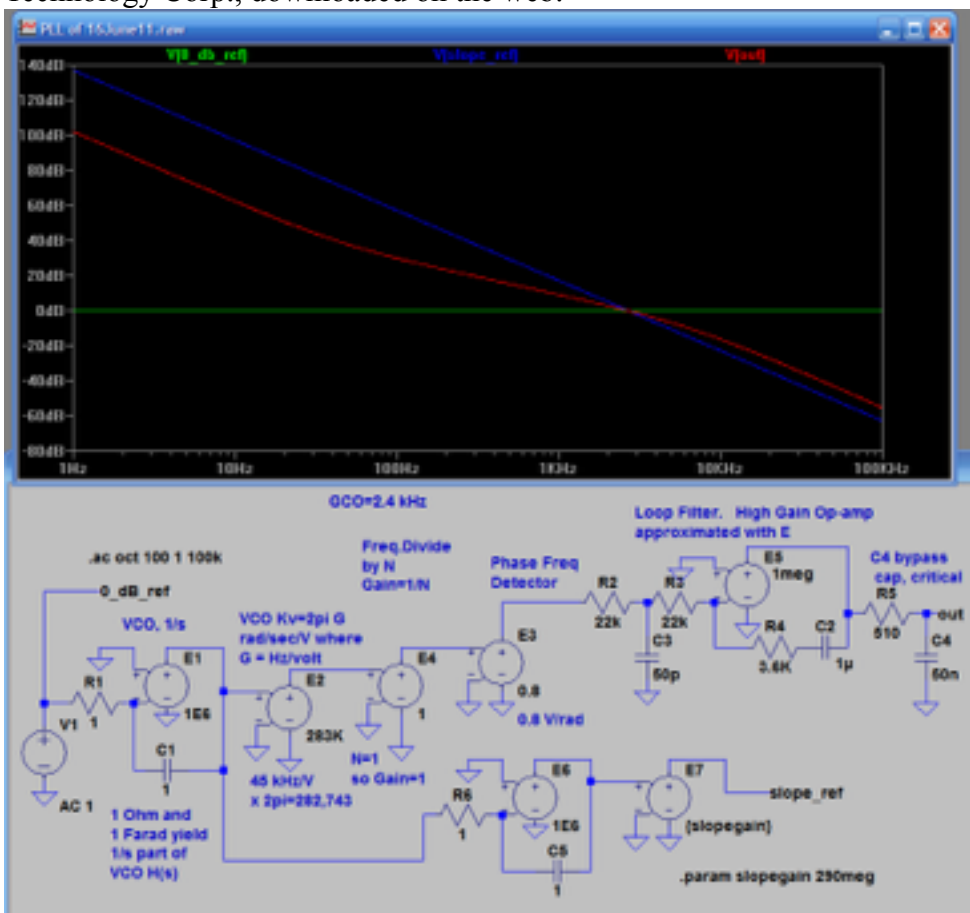 Technology Corp., downloaded on the web.
PLL of 16June11.raw
V(0_db_ref)
V(slope_ref)
V(out)
140dB
120dB
100dB
80dB
60dB
40dB
20dB
0dB
-20dB
-40dB
-60dB
-80dB
1Hz
10Hz
100Hz
1KHz
10KHz
100KHz
GCO=2.4 kHz
Loop Filter. High Gain Op-amp
approximated with E
.ac oct 100 1 100k
Freq.Divide
by N
Gain=1/N
Phase Freq
Detector
C4 bypass
cap, critical
0_dB_ref
VCO, 1/s
VCO Kv=2pi G
rad/sec/V where
G = Hz/volt
R1
1
V1
AC 1
E1
1E6
C1
1
1 Ohm and
1 Farad yield
1/s part of
VCO H(s)
E2
283K
45 kHz/V
x 2pi=282,743
E4
1
N=1
so Gain=1
E3
0.8
0.8 V/rad
R2
22k
R3
22k
C3
50p
E5
1meg
R4
3.6K
C2
1µ
R5
510
out
C4
50n
R6
1
E6
1E6
C5
1
E7
{slopegain}
slope_ref
.param slopegain 290meg